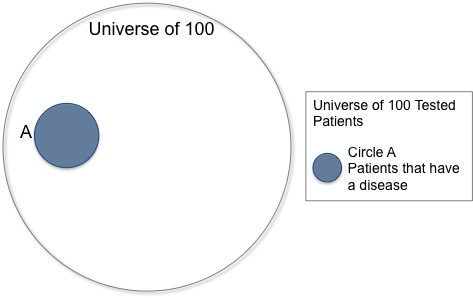 Universe of 100
A
Universe of 100 Tested
Patients
Circle A
Patients that have
a disease